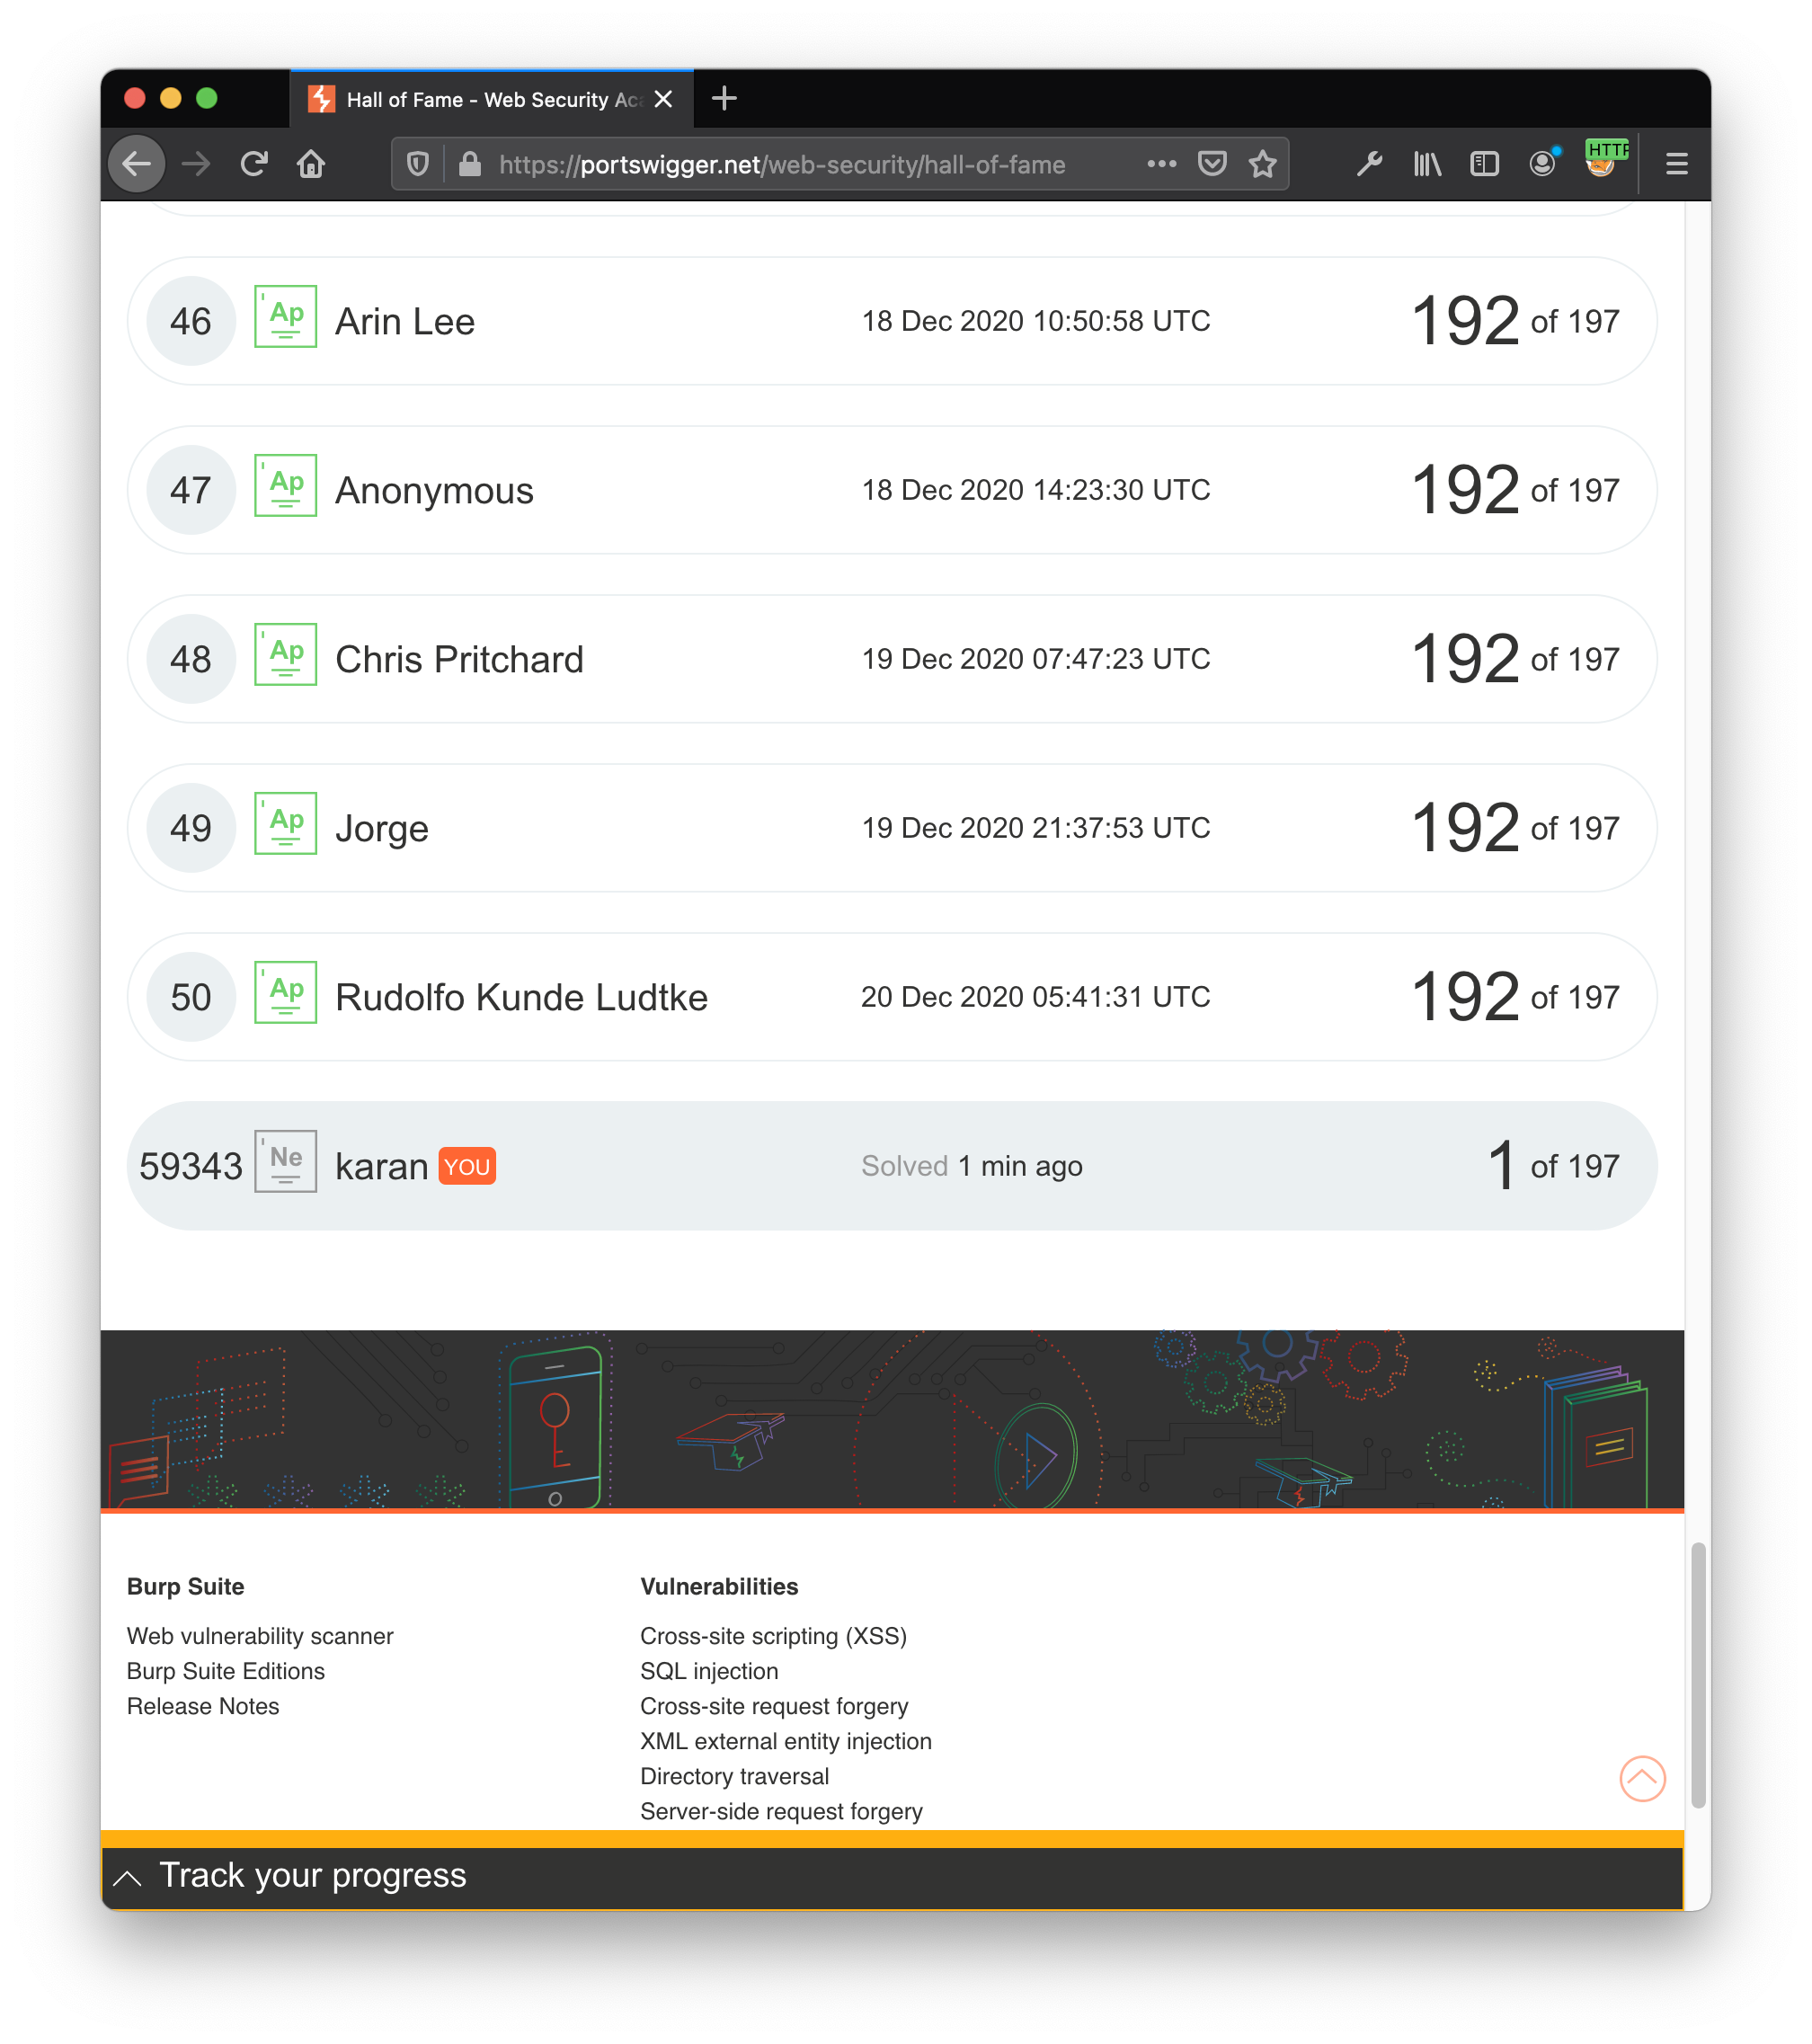 Hall of Fame - Web Security Aca
https://portswigger.net/web-security/hall-of-fame
HTTP
46 Ap Arin Lee 18 Dec 2020 10:50:58 UTC 192 of 197
47 Ap Anonymous 18 Dec 2020 14:23:30 UTC 192 of 197
48 Ap Chris Pritchard 19 Dec 2020 07:47:23 UTC 192 of 197
49 Ap Jorge 19 Dec 2020 21:37:53 UTC 192 of 197
50 Ap Rudolfo Kunde Ludtke 20 Dec 2020 05:41:31 UTC 192 of 197
59343 Ne karan YOU Solved 1 min ago 1 of 197
Burp Suite
Web vulnerability scanner
Burp Suite Editions
Release Notes
Vulnerabilities
Cross-site scripting (XSS)
SQL injection
Cross-site request forgery
XML external entity injection
Directory traversal
Server-side request forgery
Track your progress